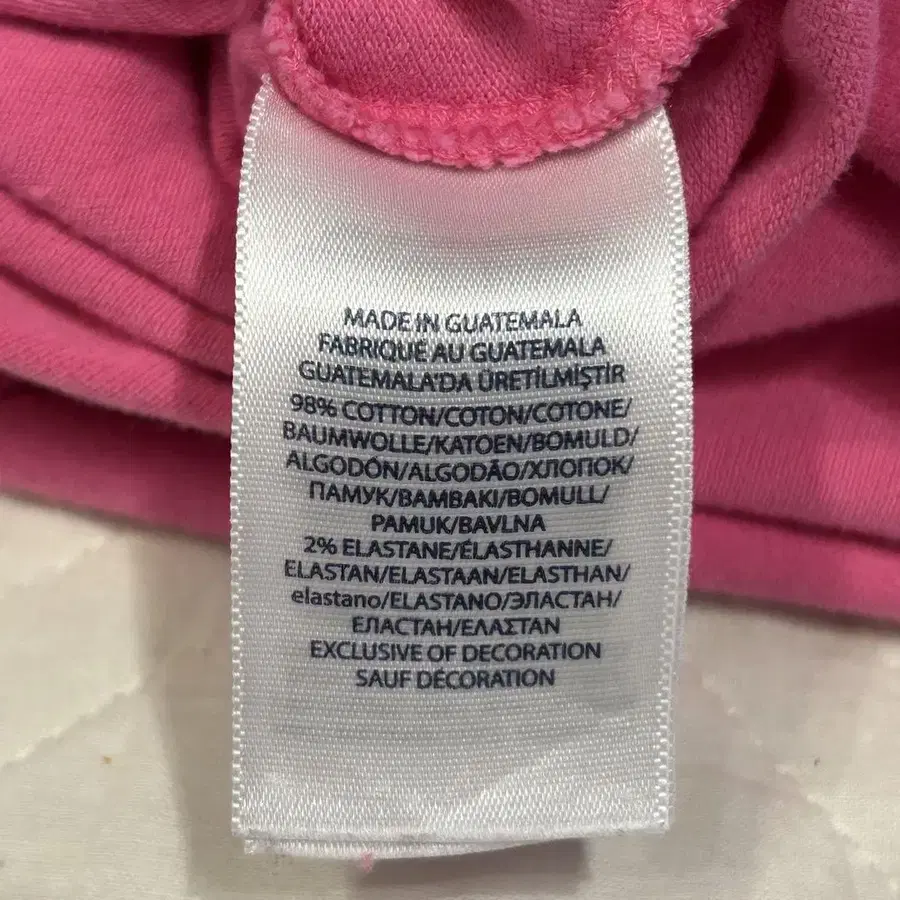 MADE IN GUATEMALA
FABRIQUÉ AU GUATEMALA
GUATEMALA'DA ÜRETİLMİŞTİR
98% COTTON/COTON/COTONE/
BAUMWOLLE/KATOEN/BOMULD/
ALGODÓN/ALGODÃO/ХЛОПОК/
ПАМУК/BAMBAKI/BOMULL/
PAMUK/BAVLNA
2% ELASTANE/ÉLASTHANNE/
ELASTAN/ELASTAAN/ELASTHAN/
elastano/ELASTANO/ЭЛАСТАН/
ЕЛАСТАН/ΕΛΑΣΤΑΝ
EXCLUSIVE OF DECORATION
SAUF DÉCORATION